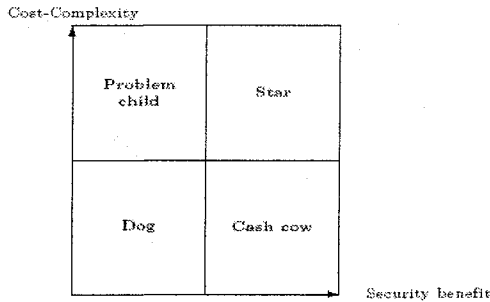 Cost-Complexity
Problem
child
Star
Dog
Cash cow
Security benefit